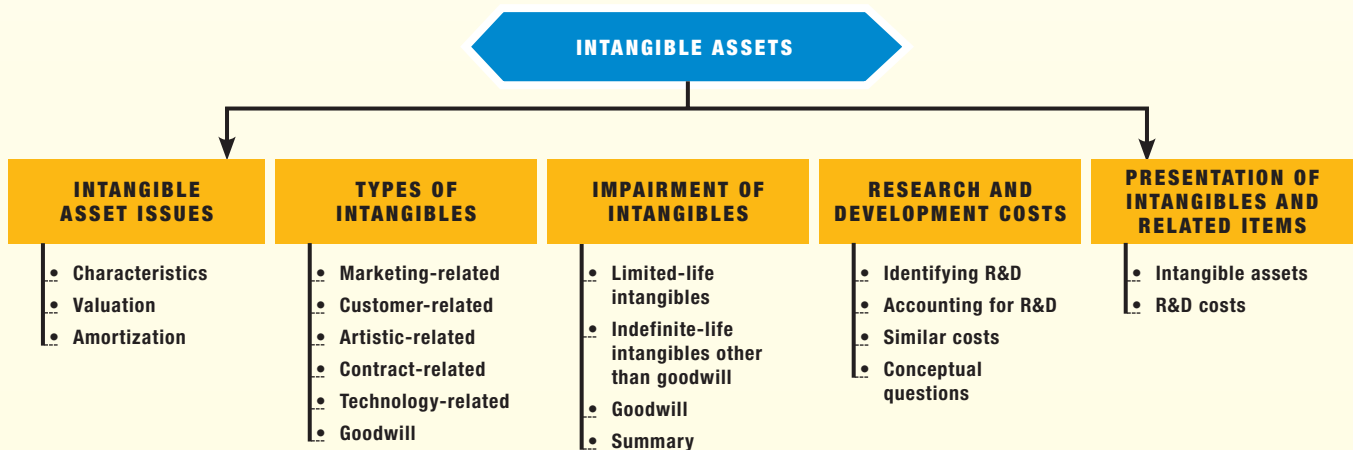 INTANGIBLE ASSETS
INTANGIBLE
ASSET ISSUES
• Characteristics
• Valuation
• Amortization
TYPES OF
INTANGIBLES
• Marketing-related
• Customer-related
• Artistic-related
• Contract-related
• Technology-related
• Goodwill
IMPAIRMENT OF
INTANGIBLES
• Limited-life
intangibles
• Indefinite-life
intangibles other
than goodwill
• Goodwill
• Summary
RESEARCH AND
DEVELOPMENT COSTS
• Identifying R&D
• Accounting for R&D
• Similar costs
• Conceptual
questions
PRESENTATION OF
INTANGIBLES AND
RELATED ITEMS
• Intangible assets
• R&D costs